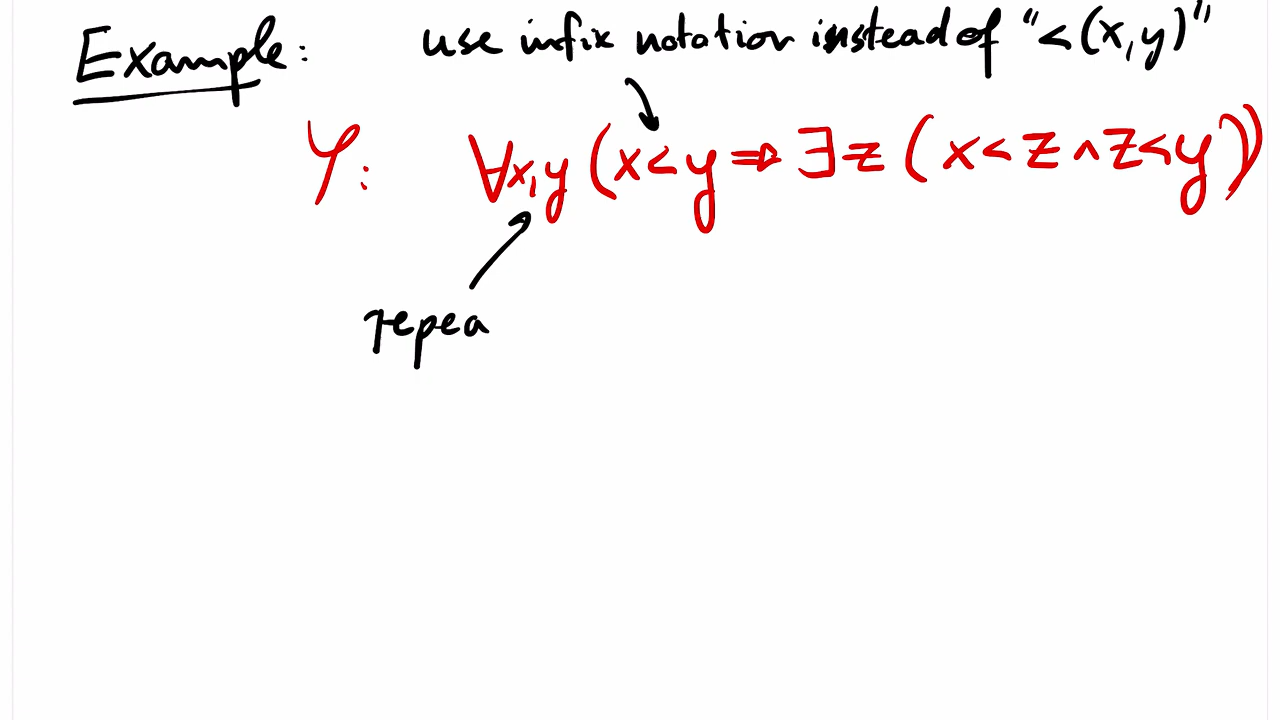 Example: use infix notation instead of "<(x,y)"
φ: ∀x,y (x<y ⇒ ∃z (x<z ∧ z<y))
repea